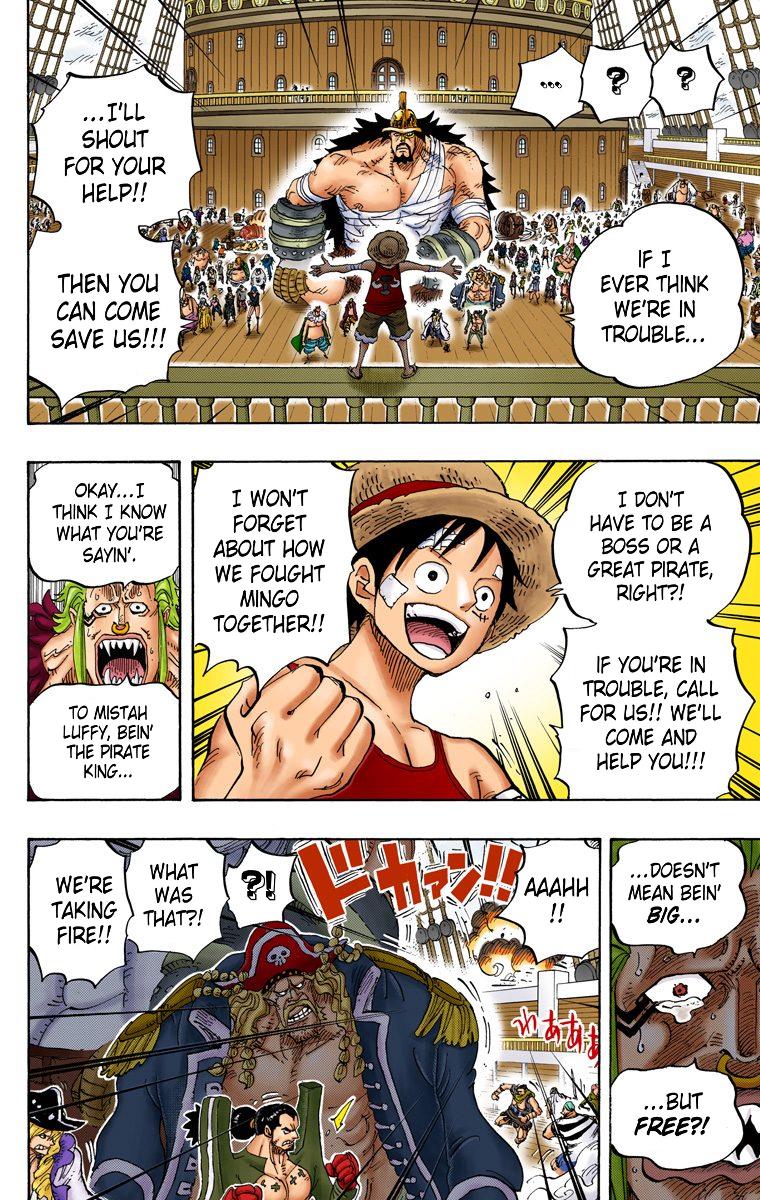 ...
?
?
IF I
EVER THINK
WE'RE IN
TROUBLE...
...I'LL
SHOUT
FOR YOUR
HELP!!
THEN YOU
CAN COME
SAVE US!!!
I DON'T
HAVE TO BE A
BOSS OR A
GREAT PIRATE,
RIGHT?!
IF YOU'RE IN
TROUBLE, CALL
FOR US!! WE'LL
COME AND
HELP YOU!!!
I WON'T
FORGET
ABOUT HOW
WE FOUGHT
MINGO
TOGETHER!!
OKAY...I
THINK I KNOW
WHAT YOU'RE
SAYIN'.
TO MISTAH
LUFFY, BEIN'
THE PIRATE
KING...
...DOESN'T
MEAN BEIN'
BIG...
...BUT
FREE?!
AAAHH
!!
ドカァン!!
わぁああ
?!
WHAT
WAS
THAT?!
WE'RE
TAKING
FIRE!!